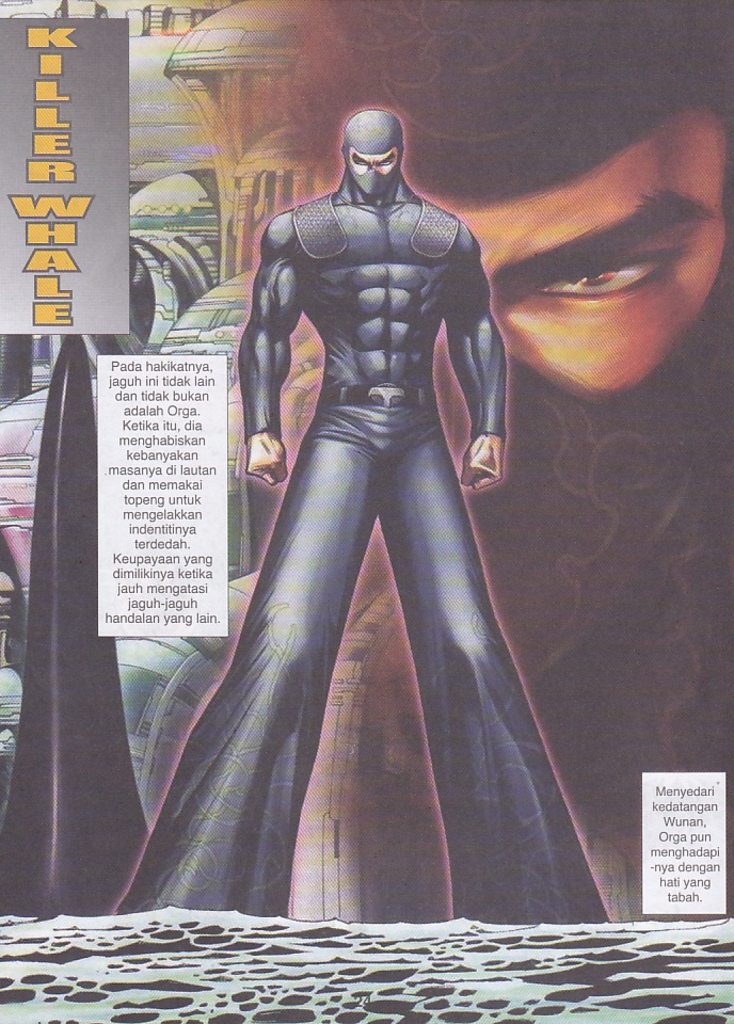 KILLER WHALE
Pada hakikatnya,
jaguh ini tidak lain
dan tidak bukan
adalah Orga.
Ketika itu, dia
menghabiskan
kebanyakan
masanya di lautan
dan memakai
topeng untuk
mengelakkan
indentitinya
terdedah.
Keupayaan yang
dimilikinya ketika
jauh mengatasi
jaguh-jaguh
handalan yang lain.
Menyedari
kedatangan
Wunan,
Orga pun
menghadapi
-nya dengan
hati yang
tabah.
24